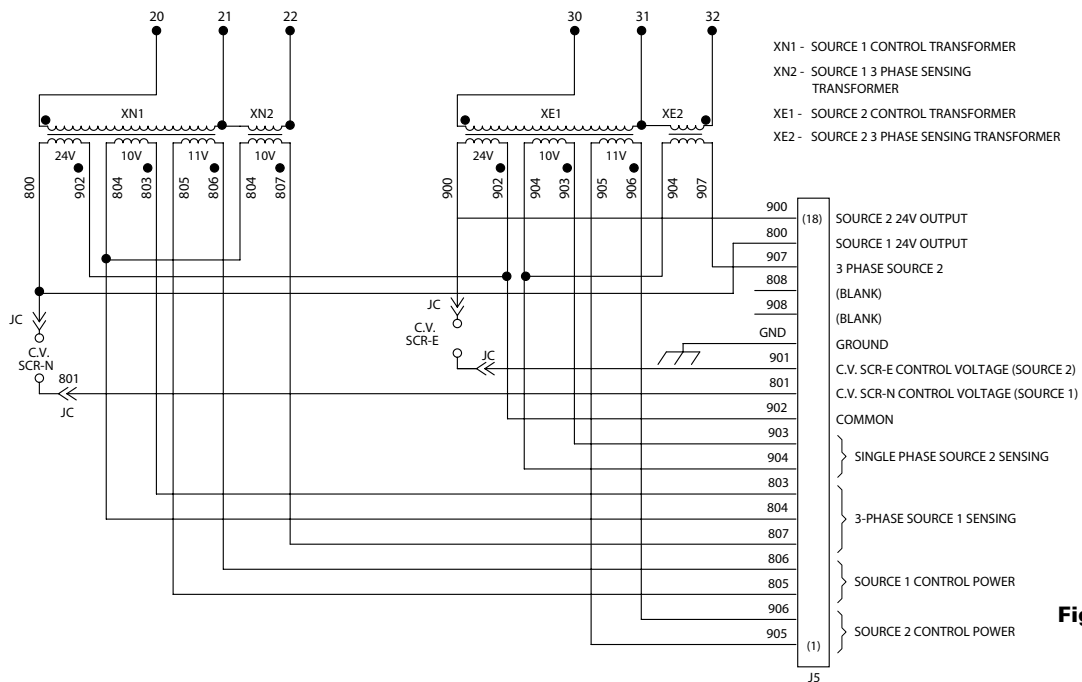 20 21 22 30 31 32
XN1 - SOURCE 1 CONTROL TRANSFORMER
XN2 - SOURCE 1 3 PHASE SENSING
TRANSFORMER
XE1 - SOURCE 2 CONTROL TRANSFORMER
XE2 - SOURCE 2 3 PHASE SENSING TRANSFORMER
XN1 XN2 XE1 XE2
24V 10V 11V 10V 24V 10V 11V
800 902 804 803 805 806 804 807 900 902 904 903 905 906 904 907
900 (18) SOURCE 2 24V OUTPUT
800 SOURCE 1 24V OUTPUT
907 3 PHASE SOURCE 2
808 (BLANK)
908 (BLANK)
GND GROUND
901 C.V. SCR-E CONTROL VOLTAGE (SOURCE 2)
801 C.V. SCR-N CONTROL VOLTAGE (SOURCE 1)
902 COMMON
903
904 SINGLE PHASE SOURCE 2 SENSING
803
804 3-PHASE SOURCE 1 SENSING
807
806
805 SOURCE 1 CONTROL POWER
906
905 (1) SOURCE 2 CONTROL POWER
J5
JC
C.V.
SCR-N
801
JC
JC
C.V.
SCR-E
JC
Fig